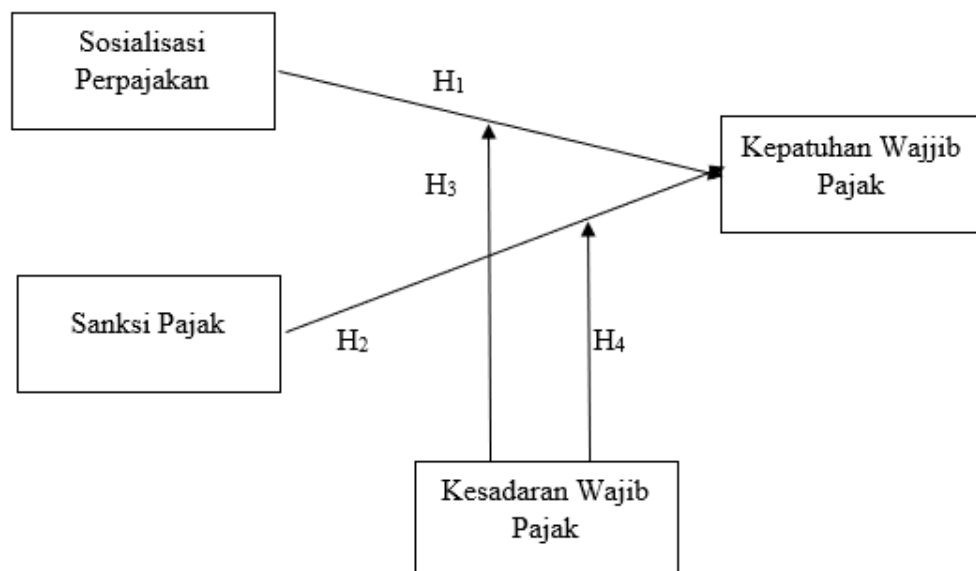 Sosialisasi
Perpajakan
H1
Kepatuhan Wajjib
Pajak
H3
Sanksi Pajak
H2
H4
Kesadaran Wajib
Pajak